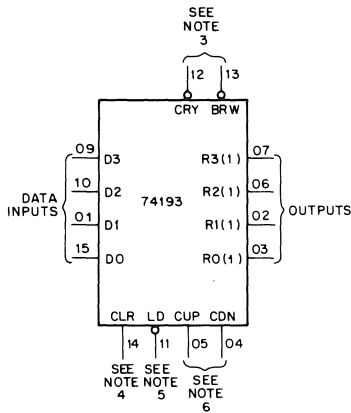 SEE
NOTE
3
12 13
CRY BRW
09 D3 R3(1) 07
10 D2 R2(1) 06
DATA
INPUTS
74193
OUTPUTS
01 D1 R1(1) 02
15 D0 R0(1) 03
CLR LD CUP CDN
14 11 05 04
SEE
NOTE
4
SEE
NOTE
5
SEE
NOTE
6